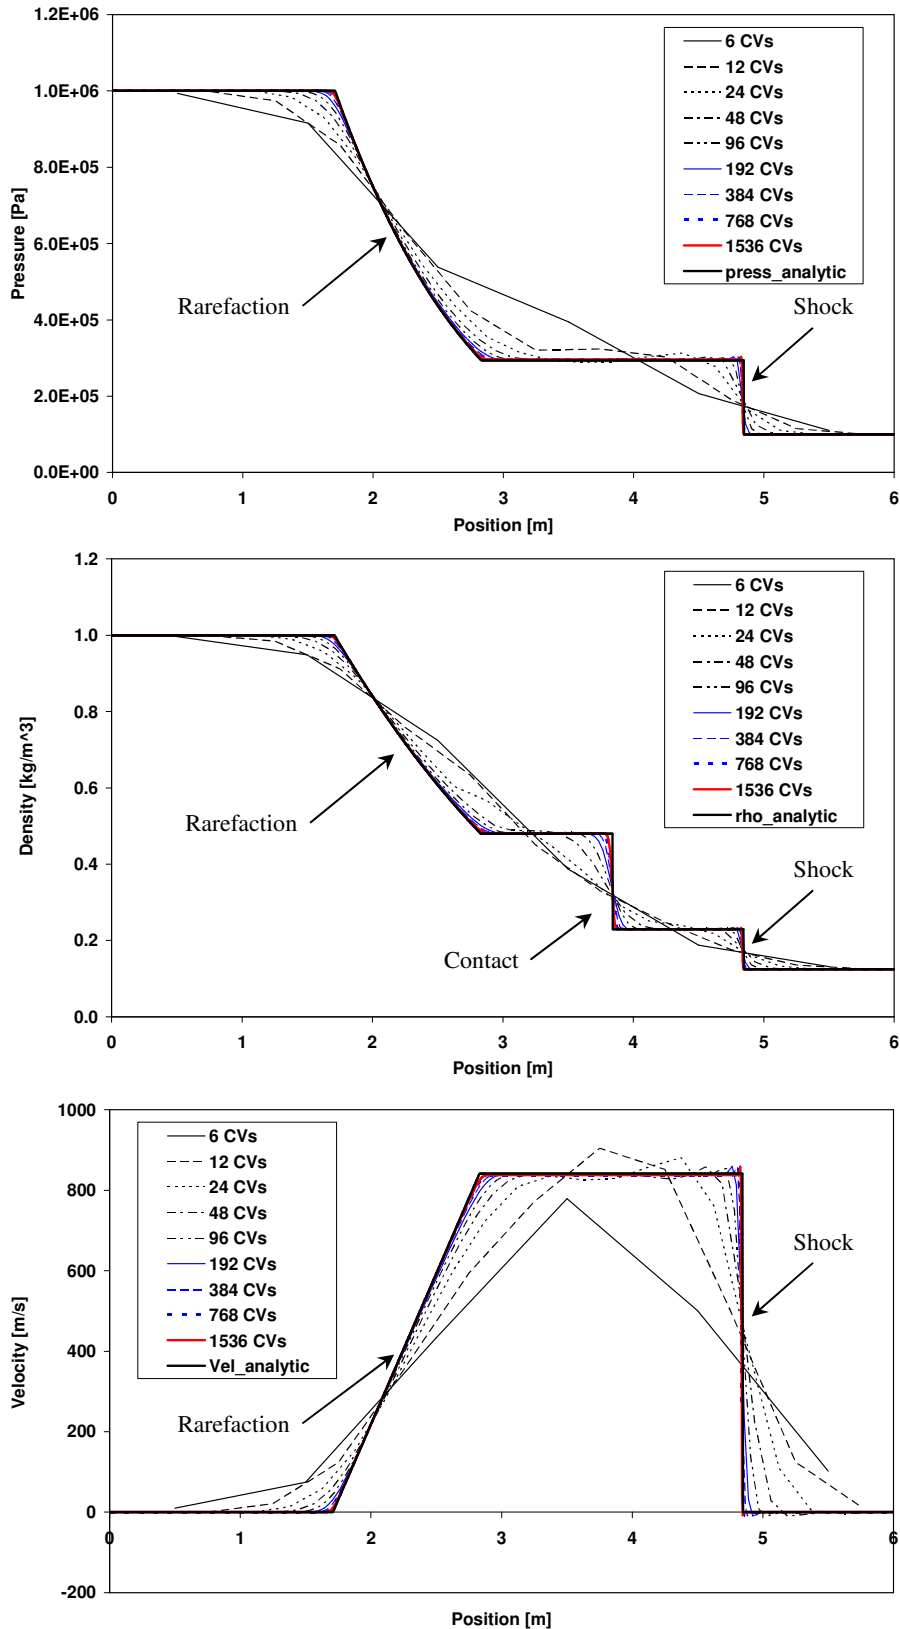 1.2E+06
1.0E+06
8.0E+05
6.0E+05
4.0E+05
2.0E+05
0.0E+00
Pressure [Pa]
0 1 2 3 4 5 6
Position [m]
6 CVs
12 CVs
24 CVs
48 CVs
96 CVs
192 CVs
384 CVs
768 CVs
1536 CVs
press_analytic
Rarefaction
Shock
1.2
1.0
0.8
0.6
0.4
0.2
0.0
Density [kg/m^3]
0 1 2 3 4 5 6
Position [m]
6 CVs
12 CVs
24 CVs
48 CVs
96 CVs
192 CVs
384 CVs
768 CVs
1536 CVs
rho_analytic
Rarefaction
Contact
Shock
1000
800
600
400
200
0
-200
Velocity [m/s]
0 1 2 3 4 5 6
Position [m]
6 CVs
12 CVs
24 CVs
48 CVs
96 CVs
192 CVs
384 CVs
768 CVs
1536 CVs
Vel_analytic
Rarefaction
Shock